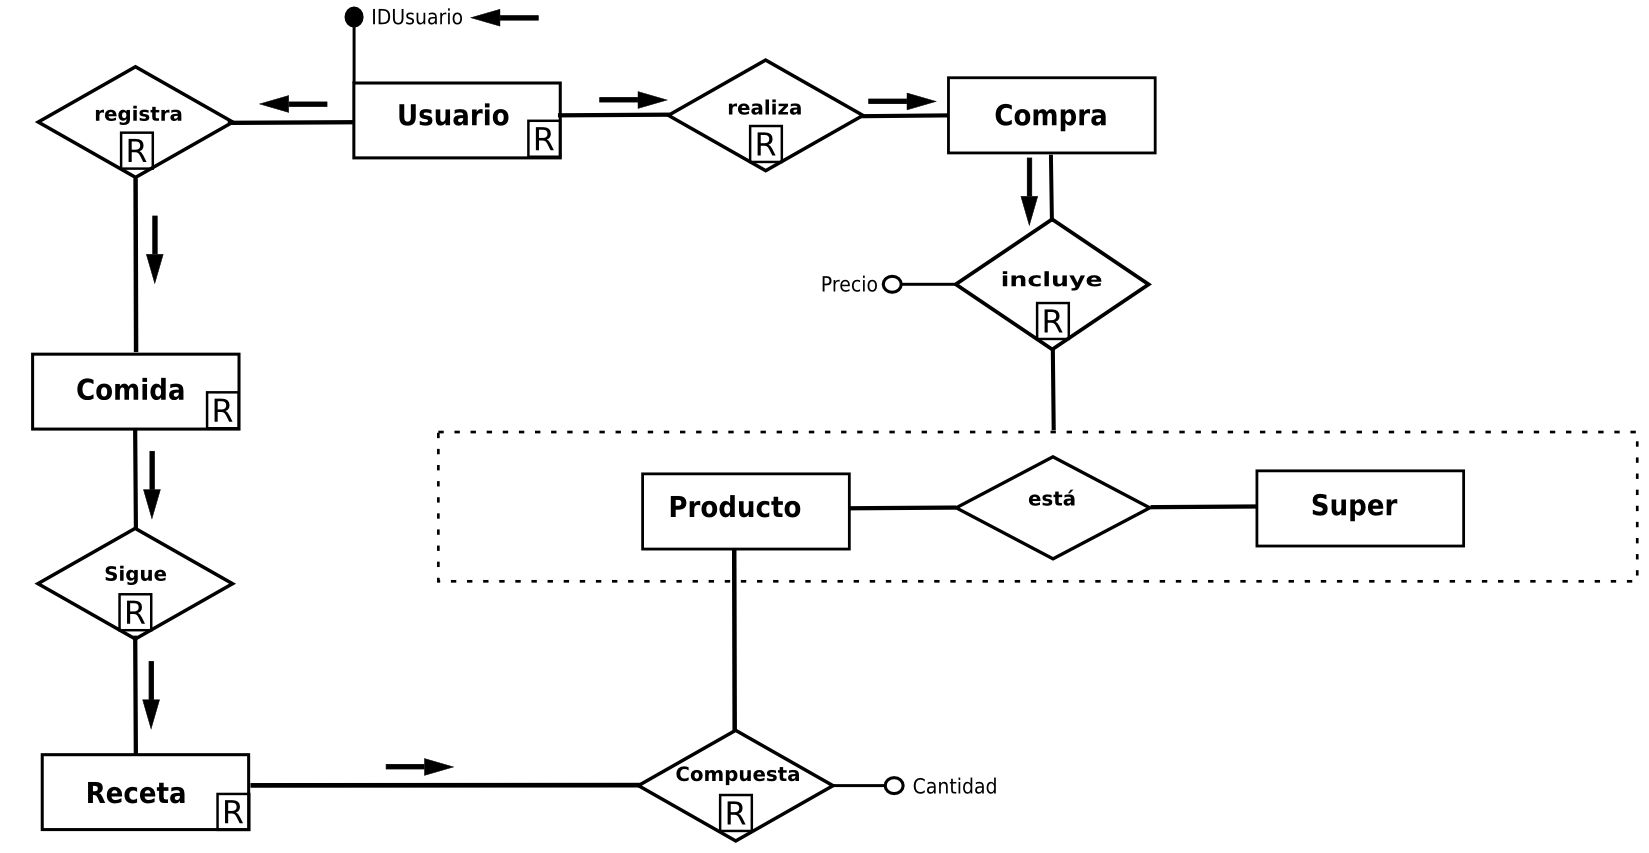 IDUsuario
registra
R
Usuario
R
realiza
R
Compra
Precio
incluye
R
Comida
R
Producto
está
Super
Sigue
R
Receta
R
Compuesta
R
Cantidad